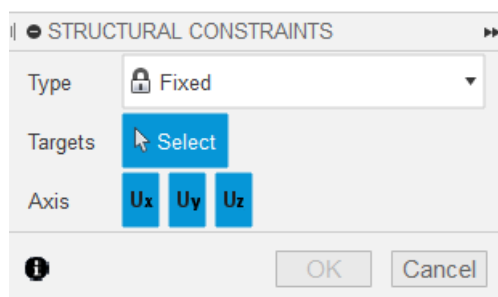 STRUCTURAL CONSTRAINTS
Type Fixed
Targets Select
Axis Ux Uy Uz
OK Cancel